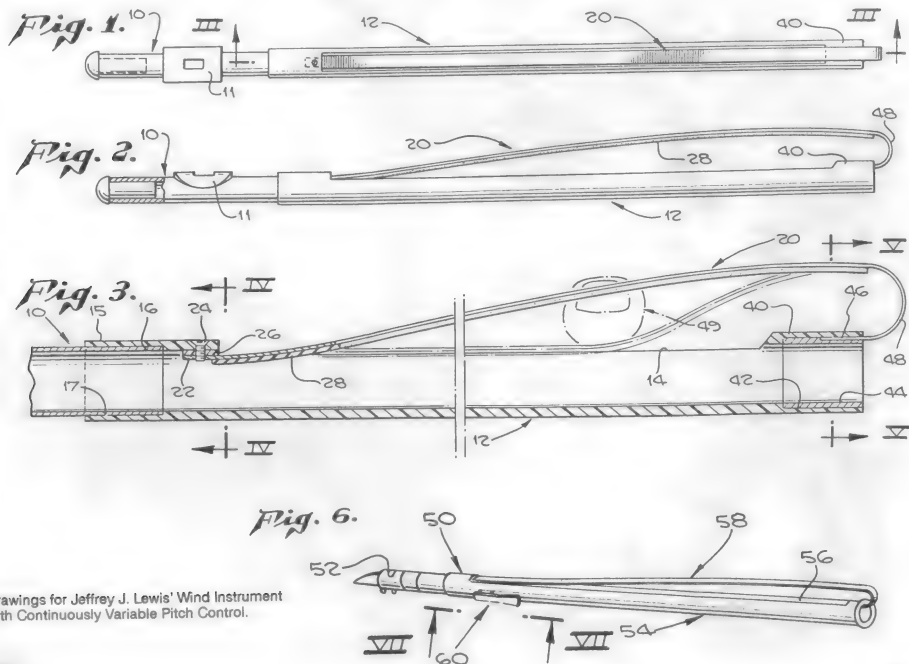 Fig. 1.
10
III
12
20
40
III
11
Fig. 2.
10
20
28
40
48
11
12
Fig. 3.
10
15
16
24
IV
26
22
28
17
IV
20
V
49
14
40
46
48
42
44
12
V
Fig. 6.
50
52
58
56
60
54
VII
VII
rawings for Jeffrey J. Lewis' Wind Instrument
th Continuously Variable Pitch Control.